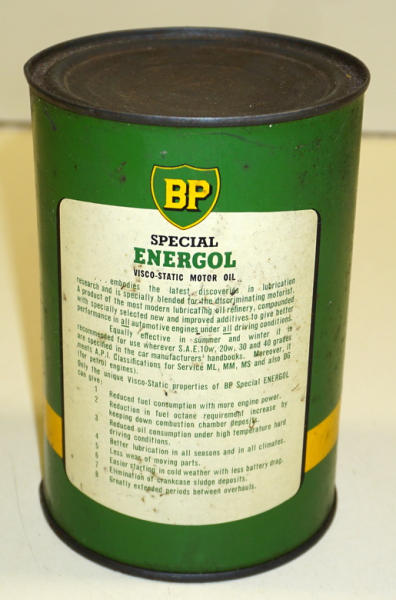 BP
SPECIAL
ENERGOL
VISCO-STATIC MOTOR OIL
... embodies the latest discoveries in lubrication
research and is specially blended for the discriminating motorist.
A product of the most modern lubricating oil refinery, compounded
with specially selected new and improved additives-to give better
performance in all automotive engines under all driving conditions.
Equally effective in summer and winter it is
recommended for use wherever S.A.E. 10w, 20w, 30 and 40 grades
are specified in the car manufacturers' handbooks. Moreover, it
meets A.P.I. Classifications for Service ML, MM, MS and also DG
(for petrol engines).
Only the unique Visco-Static properties of BP Special ENERGOL
can give:
1 Reduced fuel consumption with more engine power.
2 Reduction in fuel octane requirement increase by
keeping down combustion chamber deposits.
3 Reduced oil consumption under high temperature hard
driving conditions.
4 Better lubrication in all seasons and in all climates.
5 Less wear of moving parts.
6 Easier starting in cold weather with less battery drag.
7 Elimination of crankcase sludge deposits.
8 Greatly extended periods between overhauls.